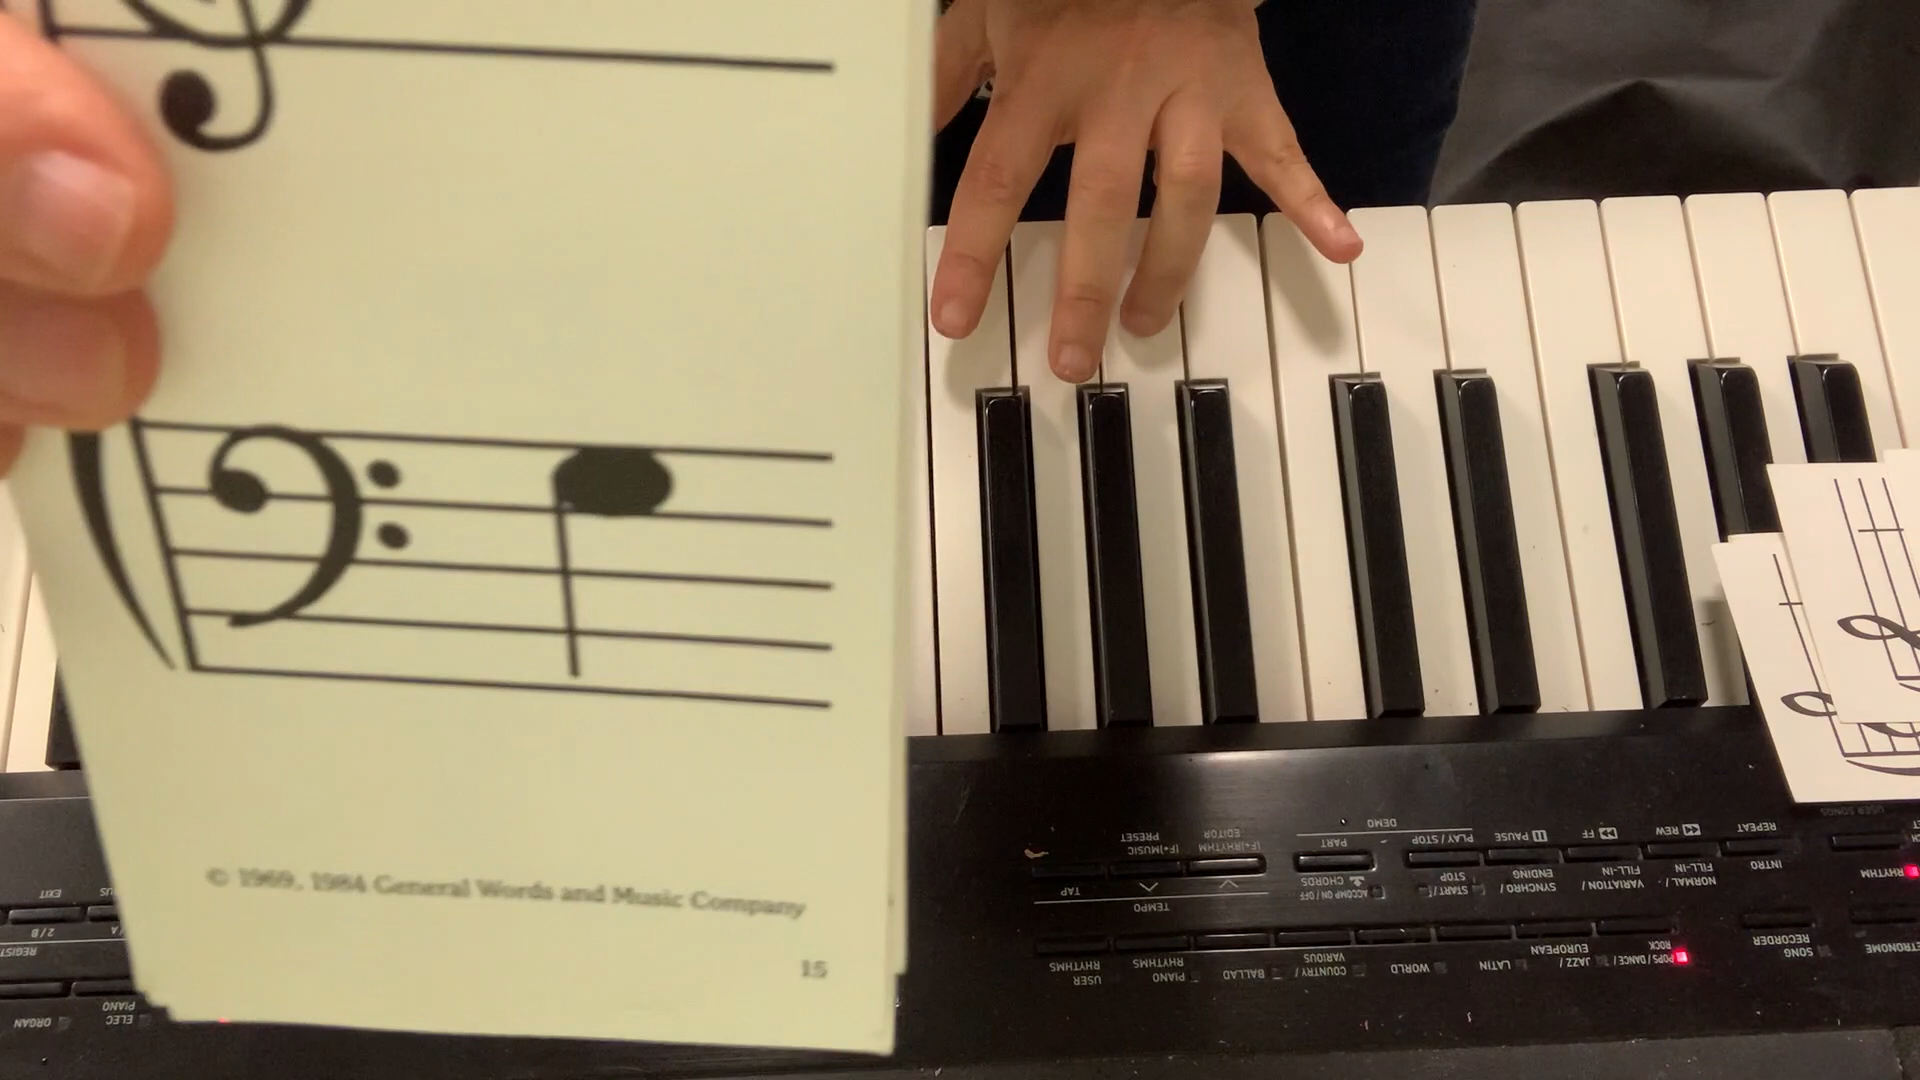 © 1969, 1984 General Words and Music Company
15
DEMO
PRESET
[F+]MUSIC
EDITOR
[F+]RHYTHM
PART
PLAY / STOP
PAUSE
FF
REW
REPEAT
TAP
ACCOMP ON / OFF
CHORDS
START /
STOP
SYNCHRO /
ENDING
VARIATION /
FILL-IN
NORMAL /
FILL-IN
INTRO
RHYTHM
TEMPO
USER
RHYTHMS
PIANO
RHYTHMS
BALLAD
COUNTRY /
VARIOUS
WORLD
LATIN
JAZZ /
EUROPEAN
POPS / DANCE /
ROCK
SONG
RECORDER
USER SONGS
EXIT
2 / B
ELEC
PIANO
ORGAN